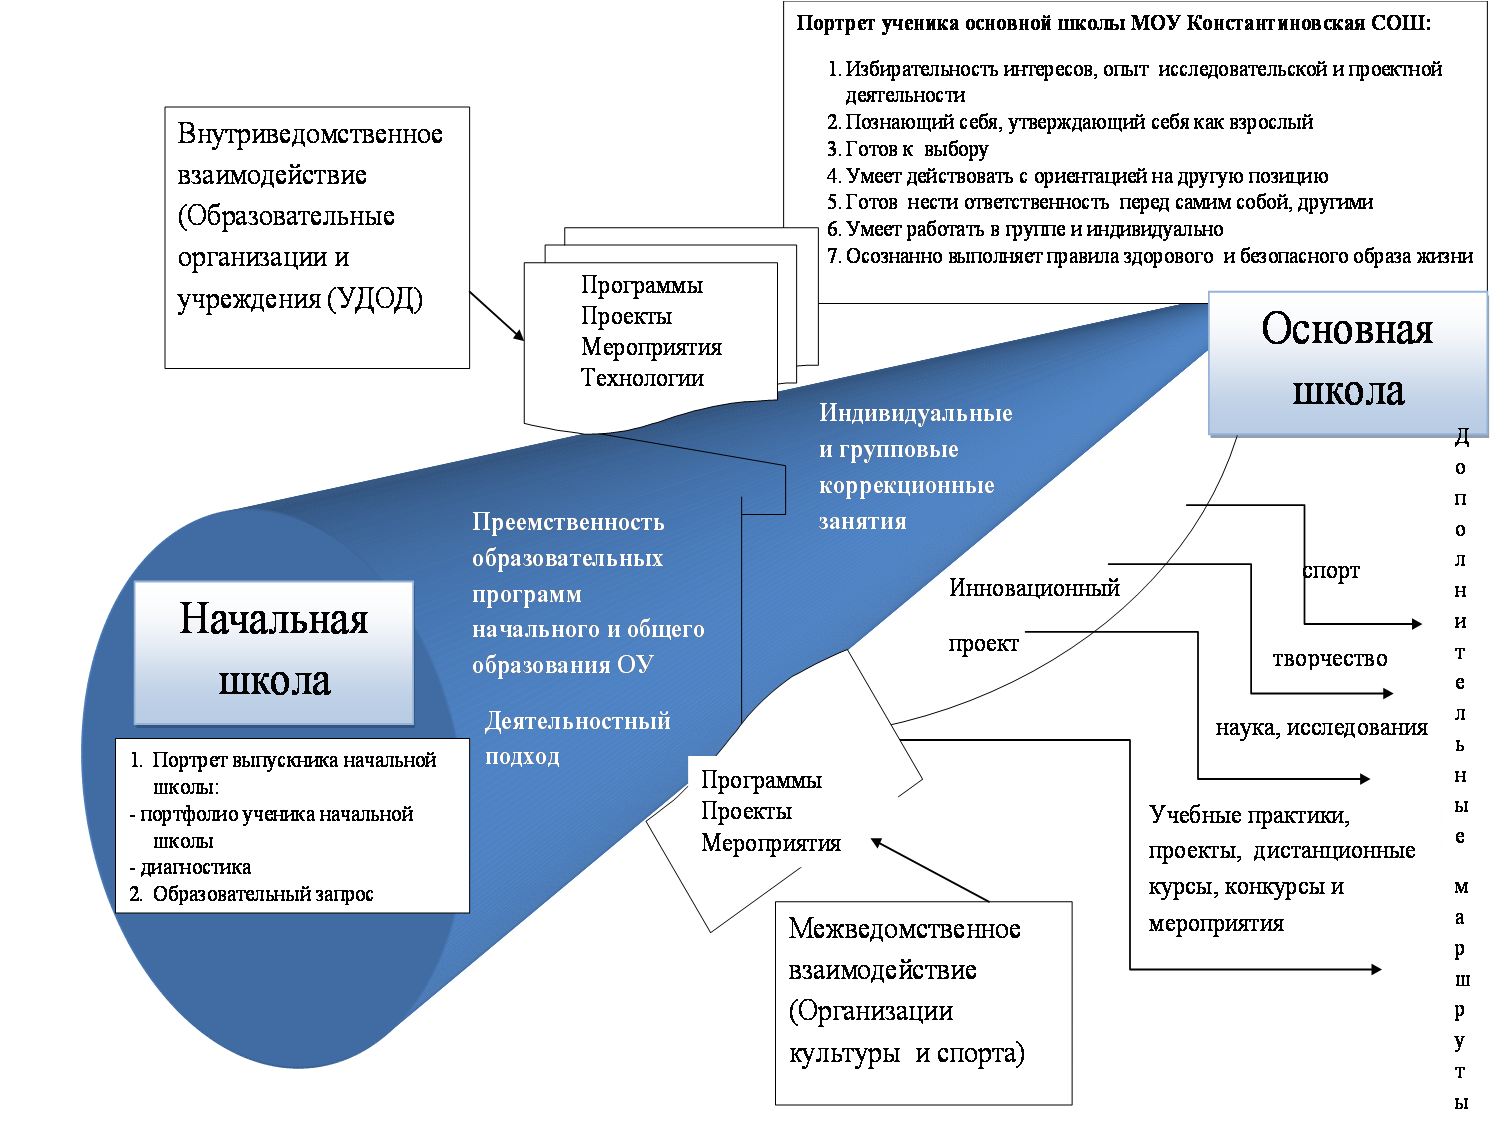 Портрет ученика основной школы МОУ Константиновская СОШ:
1. Избирательность интересов, опыт исследовательской и проектной
деятельности
2. Познающий себя, утверждающий себя как взрослый
3. Готов к выбору
4. Умеет действовать с ориентацией на другую позицию
5. Готов нести ответственность перед самим собой, другими
6. Умеет работать в группе и индивидуально
7. Осознанно выполняет правила здорового и безопасного образа жизни
Внутриведомственное
взаимодействие
(Образовательные
организации и
учреждения (УДОД)
Программы
Проекты
Мероприятия
Технологии
Основная
школа
Индивидуальные
и групповые
коррекционные
занятия
Преемственность
образовательных
программ
начального и общего
образования ОУ
Деятельностный
подход
Начальная
школа
1. Портрет выпускника начальной
школы:
- портфолио ученика начальной
школы
- диагностика
2. Образовательный запрос
Программы
Проекты
Мероприятия
Межведомственное
взаимодействие
(Организации
культуры и спорта)
Инновационный
проект
спорт
творчество
наука, исследования
Учебные практики,
проекты, дистанционные
курсы, конкурсы и
мероприятия
Дополнительные маршруты